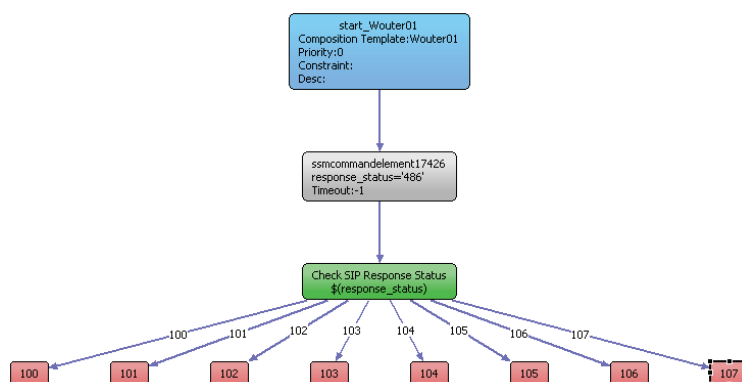 start_Wouter01
Composition Template:Wouter01
Priority:0
Constraint:
Desc:
ssmcommandelement17426
response_status='486'
Timeout:-1
Check SIP Response Status
$(response_status)
100
101
102
103
104
105
106
107
100
101
102
103
104
105
106
107